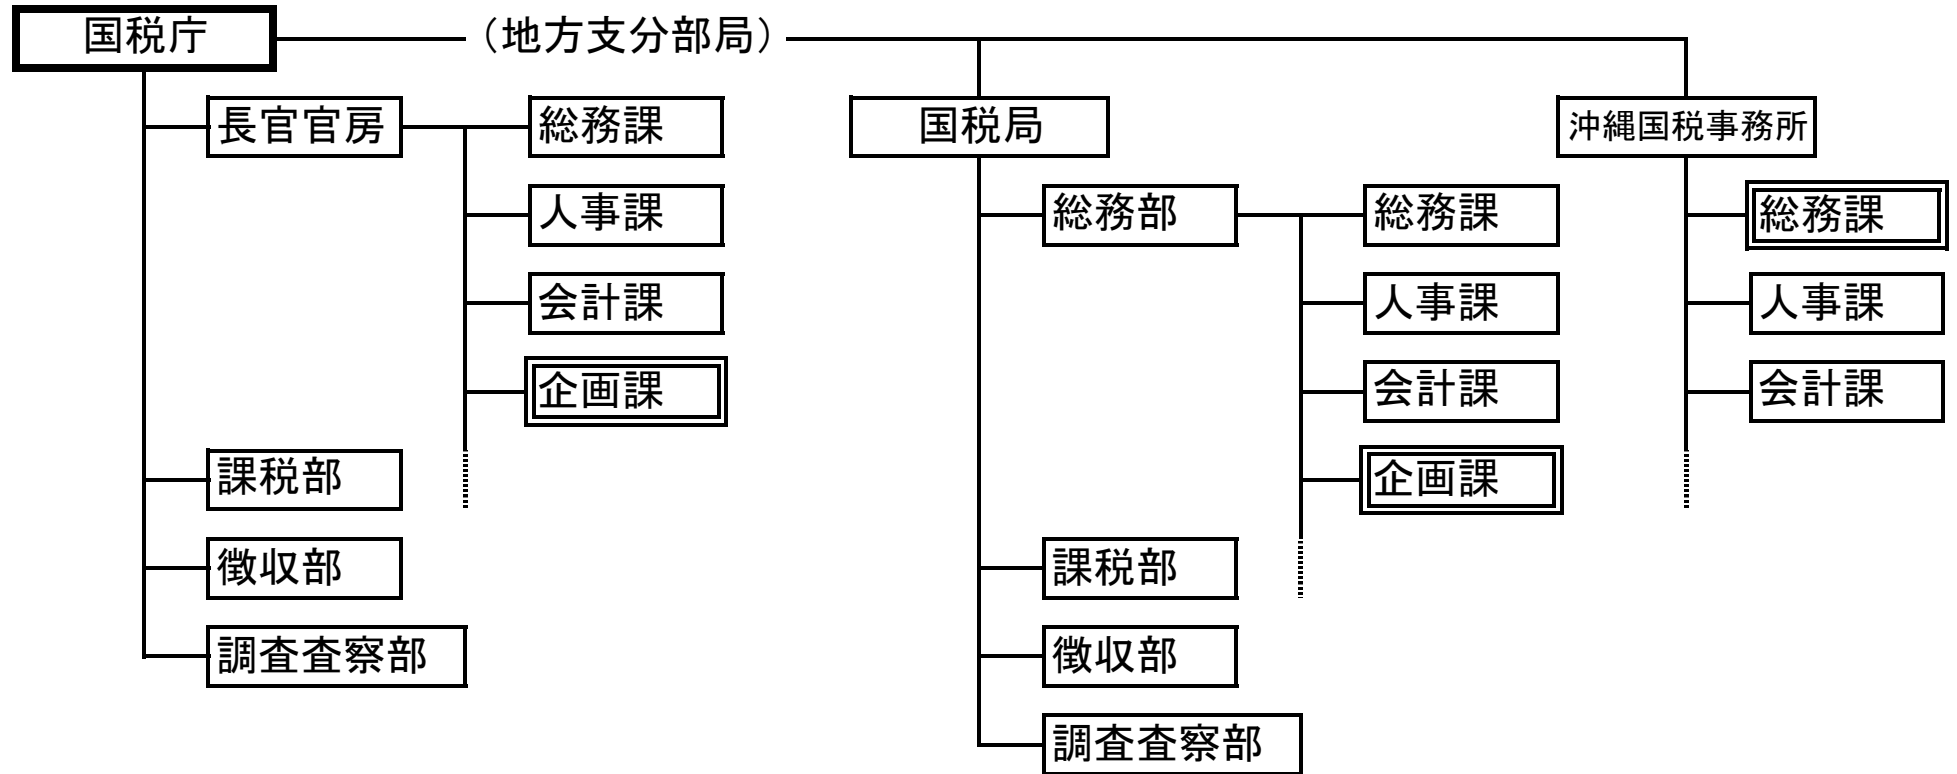 国税庁
（地方支分部局）
長官官房
総務課
人事課
会計課
企画課
課税部
徴収部
調査査察部
国税局
総務部
総務課
人事課
会計課
企画課
課税部
徴収部
調査査察部
沖縄国税事務所
総務課
人事課
会計課